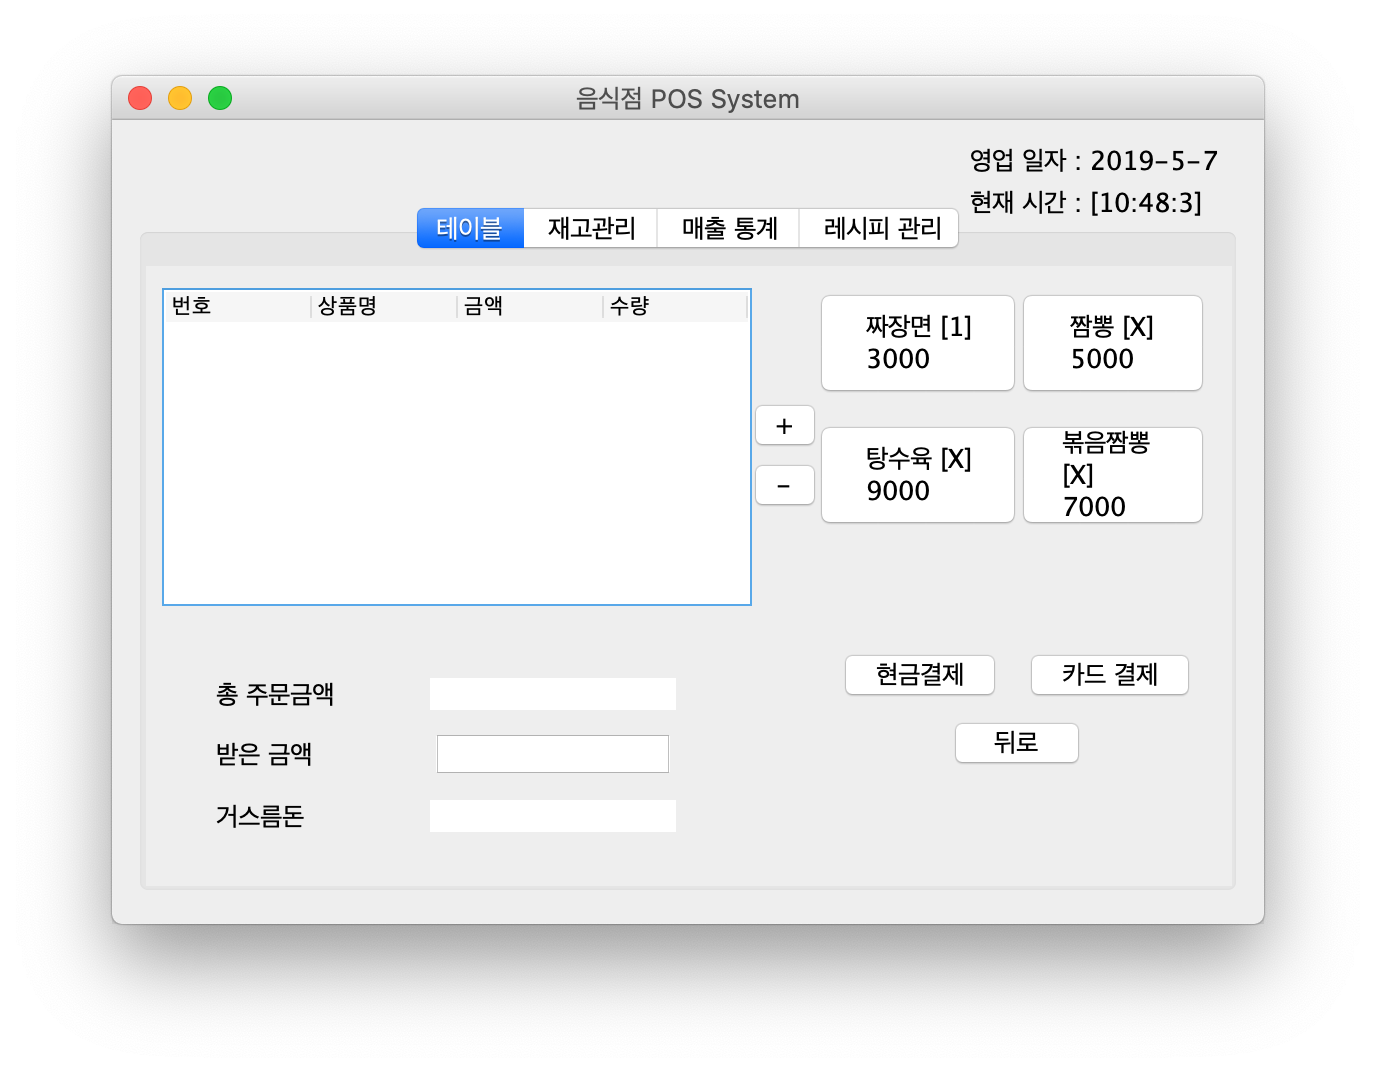 음식점 POS System
영업 일자 : 2019-5-7
현재 시간 : [10:48:3]
테이블 재고관리 매출 통계 레시피 관리
번호 상품명 금액 수량
짜장면 [1]
3000
짬뽕 [X]
5000
+
-
탕수육 [X]
9000
볶음짬뽕
[X]
7000
총 주문금액
받은 금액
거스름돈
현금결제 카드 결제
뒤로